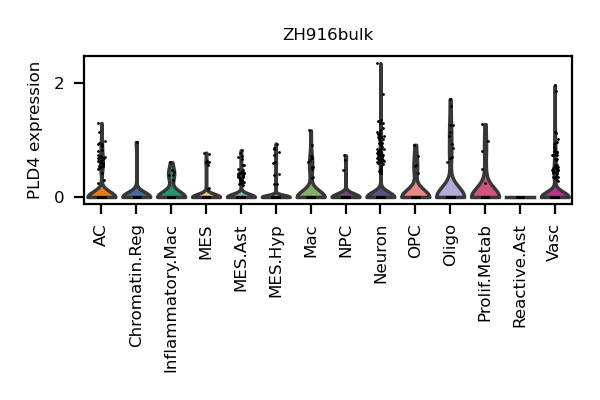 ZH916bulk
PLD4 expression
2
0
AC
Chromatin.Reg
Inflammatory.Mac
MES
MES.Ast
MES.Hyp
Mac
NPC
Neuron
OPC
Oligo
Prolif.Metab
Reactive.Ast
Vasc